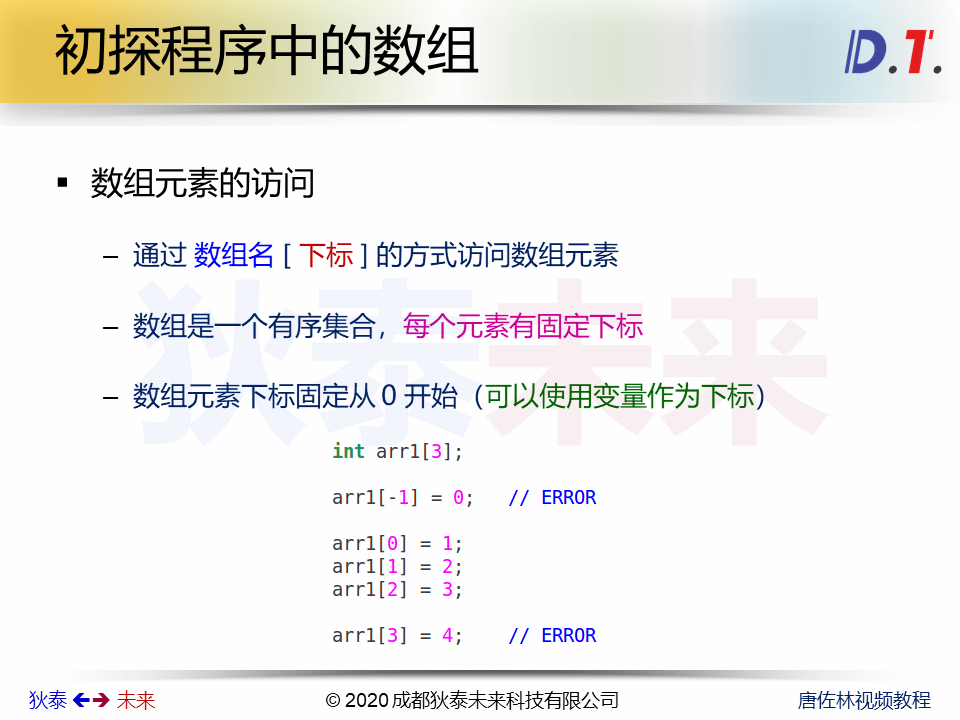 初探程序中的数组
D.T.
▪ 数组元素的访问
– 通过 数组名 [ 下标 ] 的方式访问数组元素
– 数组是一个有序集合，每个元素有固定下标
– 数组元素下标固定从 0 开始（可以使用变量作为下标）
狄泰未来
int arr1[3];
arr1[-1] = 0;   // ERROR
arr1[0] = 1;
arr1[1] = 2;
arr1[2] = 3;
arr1[3] = 4;    // ERROR
狄泰 ←→ 未来
© 2020 成都狄泰未来科技有限公司
唐佐林视频教程